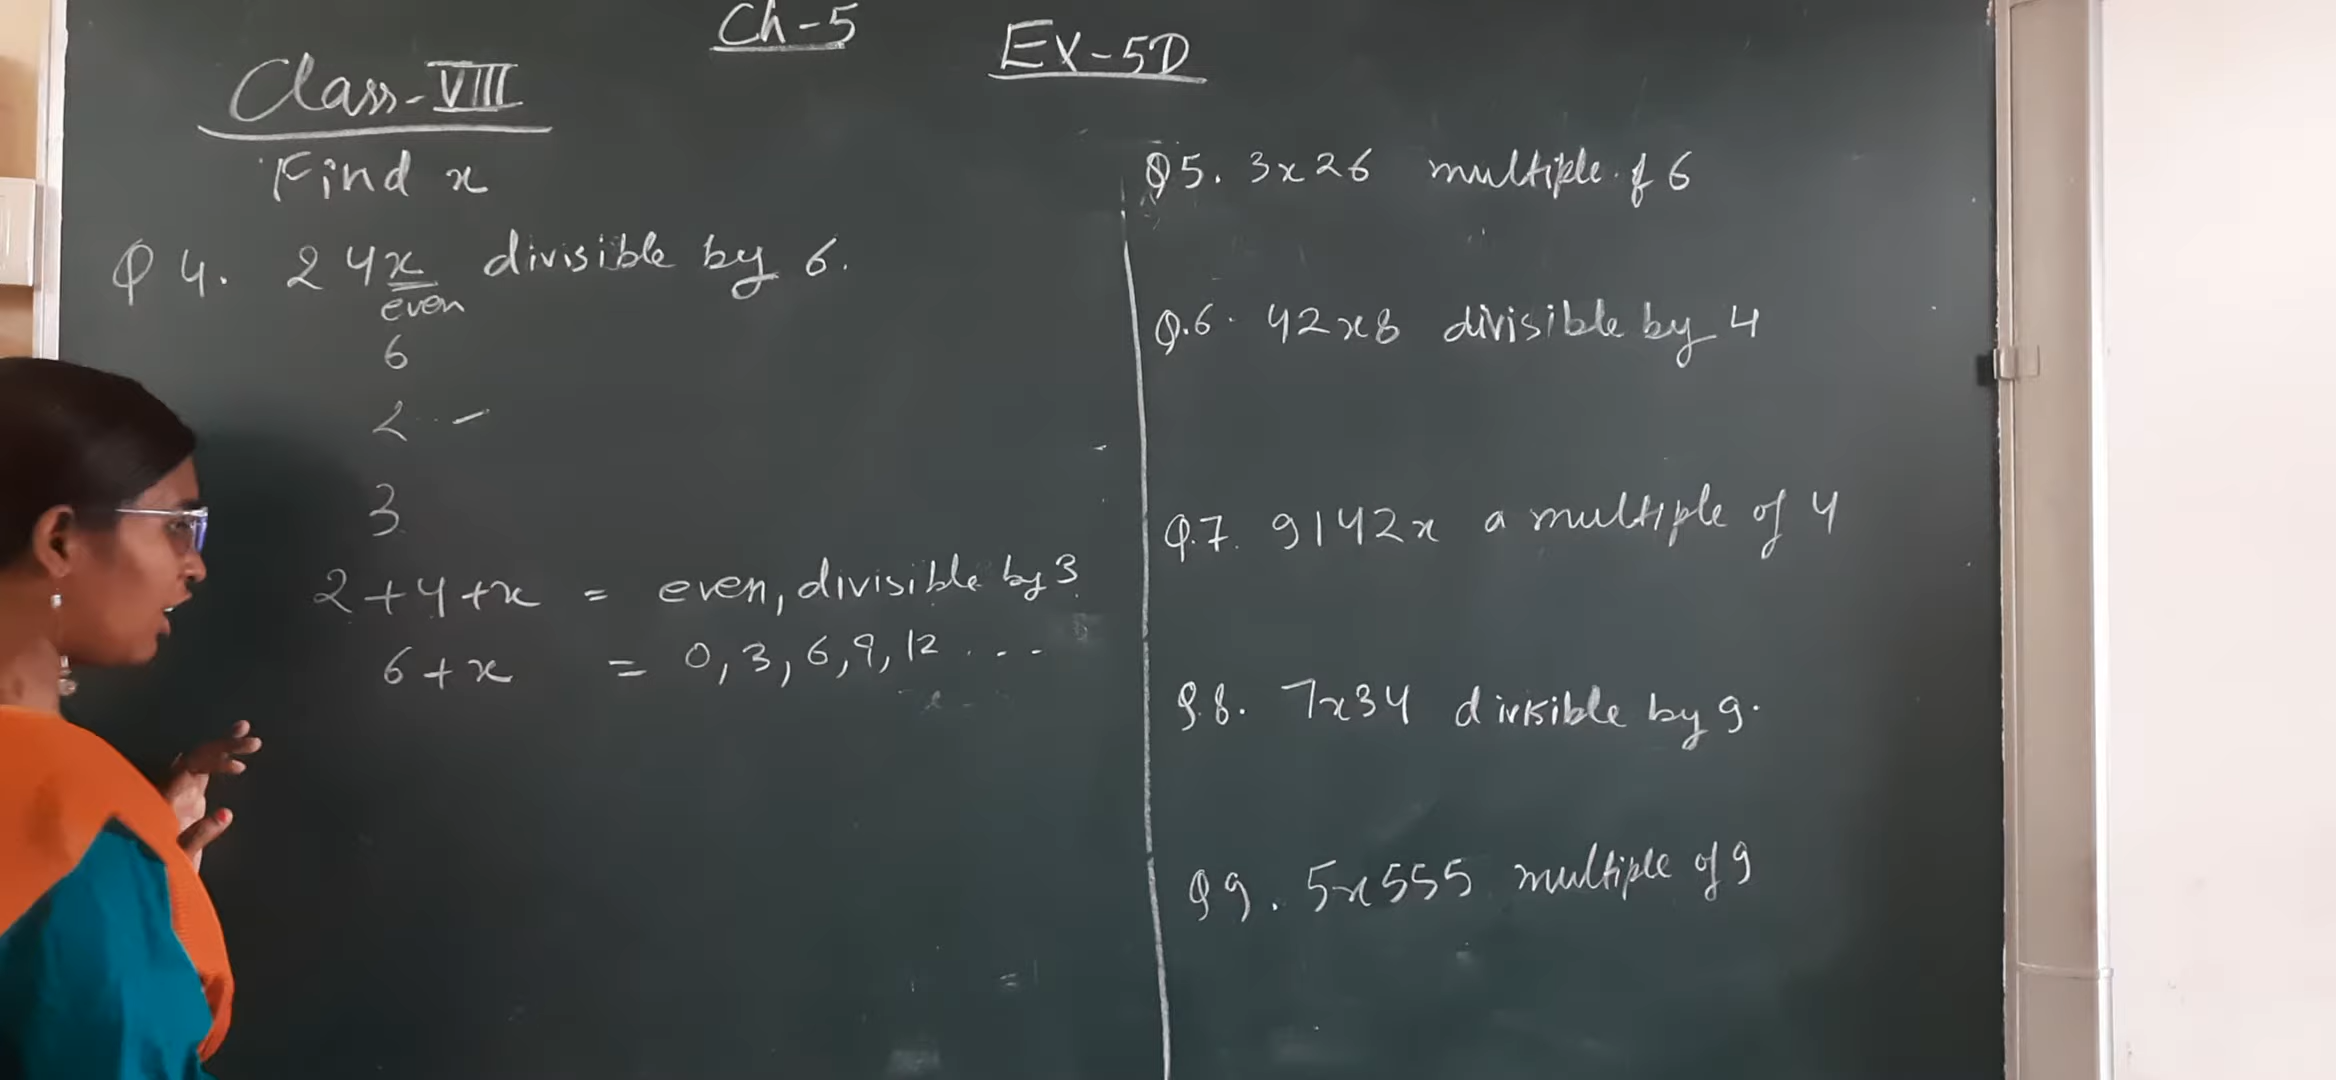 Ch-5
Ex-5D
Class-VIII
Find x
Q 4. 24x divisible by 6.
even
6
2 -
3
2+4+x = even, divisible by 3
6+x = 0, 3, 6, 9, 12 ...
Q5. 3x26 multiple of 6
Q.6. 42x8 divisible by 4
Q.7. 9142x a multiple of 4
Q.8. 7x34 divisible by 9.
Q9. 5x555 multiple of 9
=